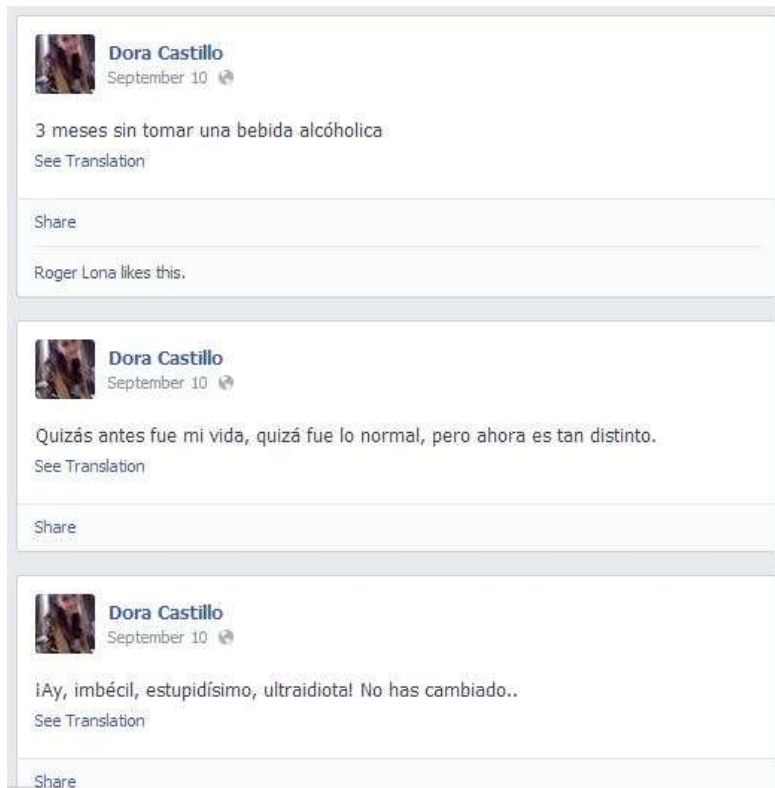 Dora Castillo
September 10
3 meses sin tomar una bebida alcóholica
See Translation
Share
Roger Lona likes this.
Dora Castillo
September 10
Quizás antes fue mi vida, quizá fue lo normal, pero ahora es tan distinto.
See Translation
Share
Dora Castillo
September 10
¡Ay, imbécil, estupidísimo, ultraidiota! No has cambiado..
See Translation
Share